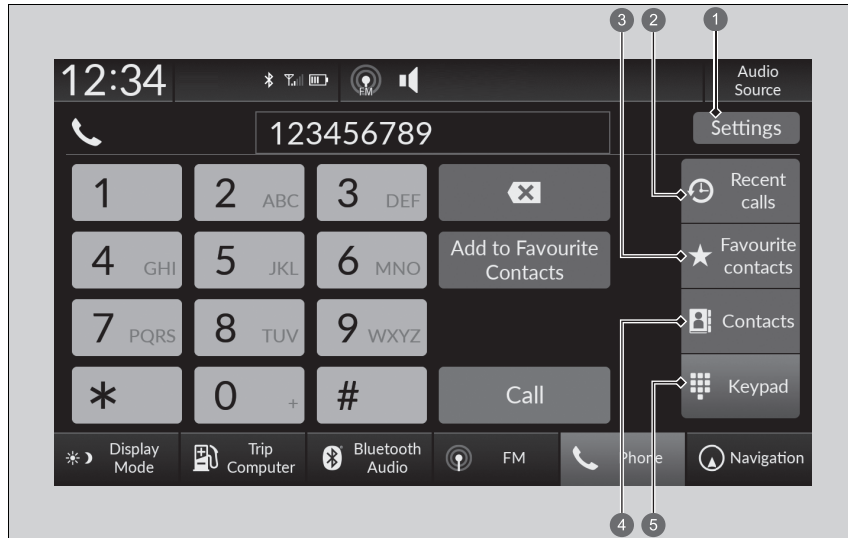 3 2 1
12:34
FM
Audio
Source
123456789
Settings
1
2 ABC
3 DEF
Recent
calls
4 GHI
5 JKL
6 MNO
Add to Favourite
Contacts
Favourite
contacts
7 PQRS
8 TUV
9 WXYZ
Contacts
*
0 +
#
Call
Keypad
Display
Mode
Trip
Computer
Bluetooth
Audio
FM
Phone
Navigation
4 5